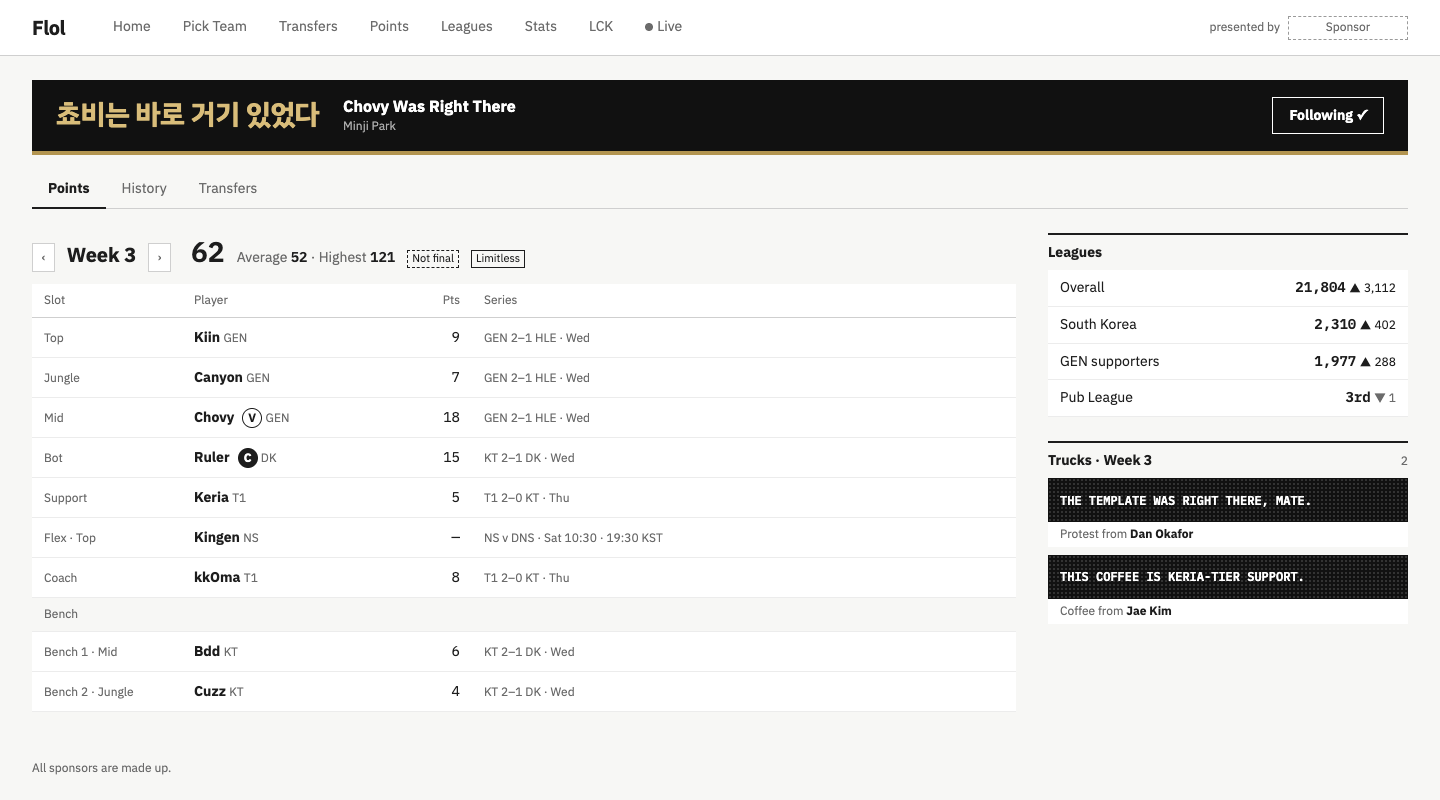 Flol Home Pick Team Transfers Points Leagues Stats LCK Live presented by Sponsor
쵸비는 바로 거기 있었다 Chovy Was Right There
Minji Park
Following ✓
Points History Transfers
‹ Week 3 › 62 Average 52 · Highest 121 Not final Limitless
Slot Player Pts Series
Top Kiin GEN 9 GEN 2–1 HLE · Wed
Jungle Canyon GEN 7 GEN 2–1 HLE · Wed
Mid Chovy V GEN 18 GEN 2–1 HLE · Wed
Bot Ruler C DK 15 KT 2–1 DK · Wed
Support Keria T1 5 T1 2–0 KT · Thu
Flex · Top Kingen NS – NS v DNS · Sat 10:30 · 19:30 KST
Coach kkOma T1 8 T1 2–0 KT · Thu
Bench
Bench 1 · Mid Bdd KT 6 KT 2–1 DK · Wed
Bench 2 · Jungle Cuzz KT 4 KT 2–1 DK · Wed
Leagues
Overall 21,804 ▲ 3,112
South Korea 2,310 ▲ 402
GEN supporters 1,977 ▲ 288
Pub League 3rd ▼ 1
Trucks · Week 3 2
THE TEMPLATE WAS RIGHT THERE, MATE.
Protest from Dan Okafor
THIS COFFEE IS KERIA-TIER SUPPORT.
Coffee from Jae Kim
All sponsors are made up.